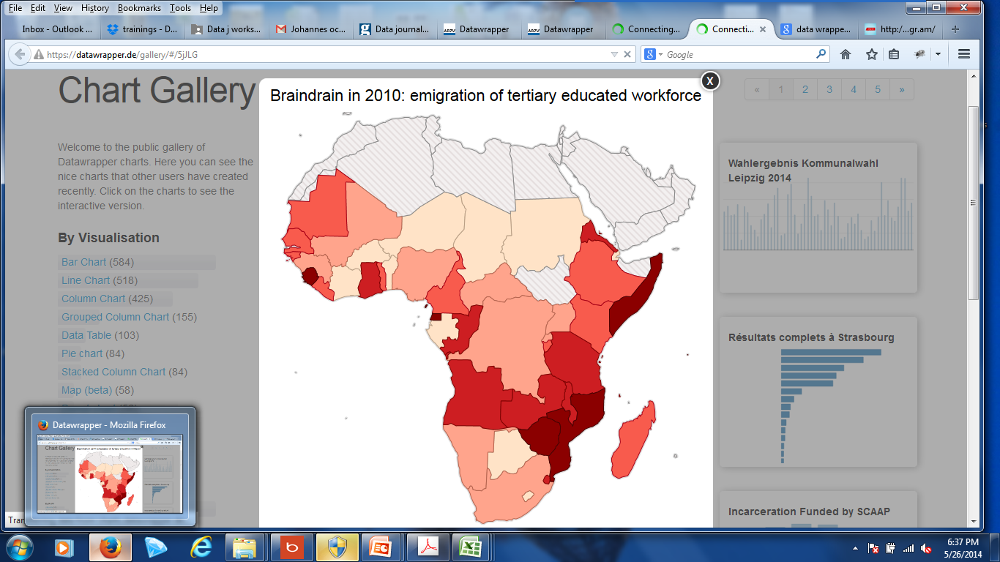 File Edit View History Bookmarks Tools Help
Inbox - Outlook ... trainings - D... Data j works... Johannes oc... Data journal... Datawrapper Datawrapper Connecting... Connecti... data wrappe... http:/...gr.am/
https://datawrapper.de/gallery/#/5jJLG Google
Chart Gallery
Welcome to the public gallery of
Datawrapper charts. Here you can see the
nice charts that other users have created
recently. Click on the charts to see the
interactive version.
By Visualisation
Bar Chart (584)
Line Chart (518)
Column Chart (425)
Grouped Column Chart (155)
Data Table (103)
Pie chart (84)
Stacked Column Chart (84)
Map (beta) (58)
Braindrain in 2010: emigration of tertiary educated workforce
X
« 1 2 3 4 5 »
Wahlergebnis Kommunalwahl
Leipzig 2014
Résultats complets à Strasbourg
Incarceration Funded by SCAAP
Datawrapper - Mozilla Firefox
Chart Gallery
6:37 PM
5/26/2014